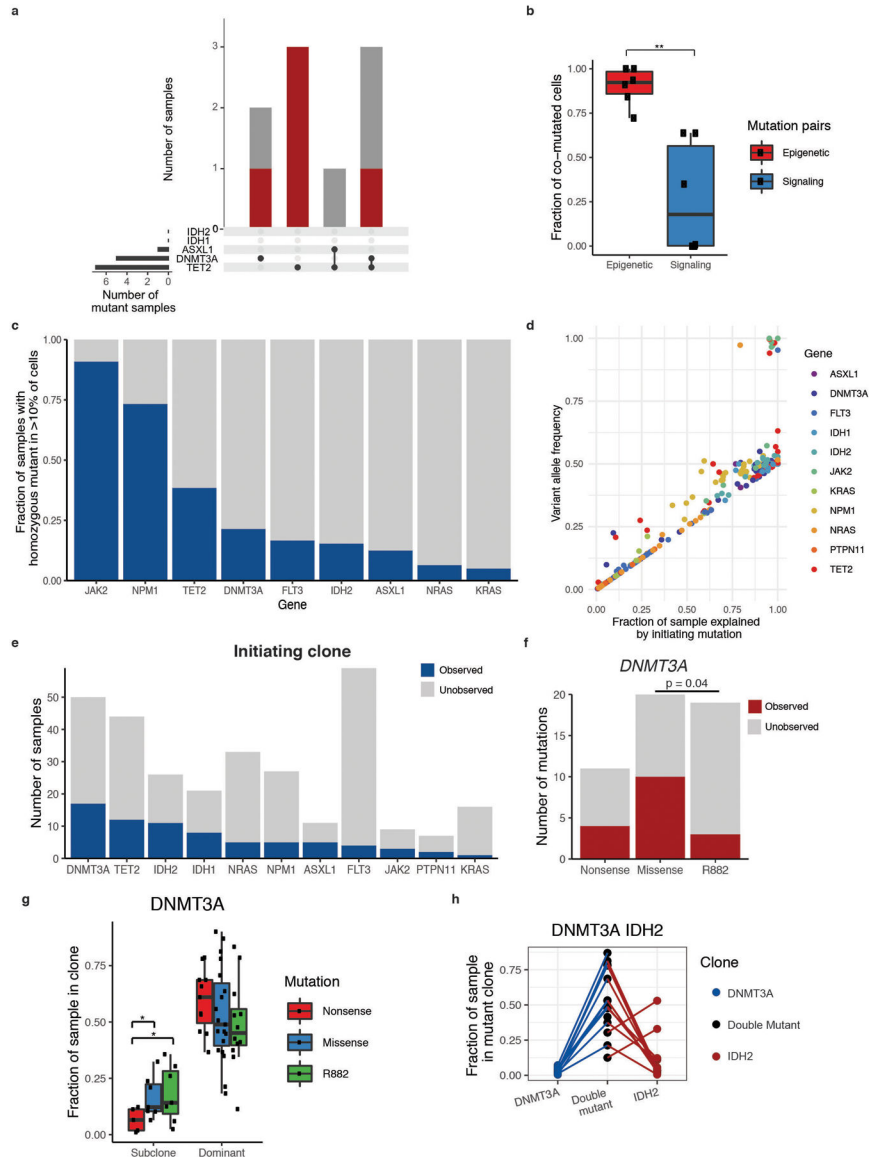 a
Number of samples
3
2
1
0
IDH2
IDH1
ASXL1
DNMT3A
TET2
6 4 2 0
Number of
mutant samples
b
**
Fraction of co-mutated cells
1.00
0.75
0.50
0.25
0.00
Epigenetic Signaling
Mutation pairs
Epigenetic
Signaling
c
Fraction of samples with
homozygous mutant in >10% of cells
1.00
0.75
0.50
0.25
0.00
JAK2 NPM1 TET2 DNMT3A FLT3 IDH2 ASXL1 NRAS KRAS
Gene
d
Variant allele frequency
1.00
0.75
0.50
0.25
0.00
0.00 0.25 0.50 0.75 1.00
Fraction of sample explained
by initiating mutation
Gene
ASXL1
DNMT3A
FLT3
IDH1
IDH2
JAK2
KRAS
NPM1
NRAS
PTPN11
TET2
e
Initiating clone
Observed
Unobserved
Number of samples
50
40
30
20
10
0
DNMT3A TET2 IDH2 IDH1 NRAS NPM1 ASXL1 FLT3 JAK2 PTPN11 KRAS
f
DNMT3A
p = 0.04
Number of mutations
20
15
10
5
0
Nonsense Missense R882
Observed
Unobserved
g
DNMT3A
Fraction of sample in clone
0.75
0.50
0.25
0.00
*
*
Subclone Dominant
Mutation
Nonsense
Missense
R882
h
DNMT3A IDH2
Fraction of sample
in mutant clone
0.75
0.50
0.25
0.00
DNMT3A
Double
mutant
IDH2
Clone
DNMT3A
Double Mutant
IDH2